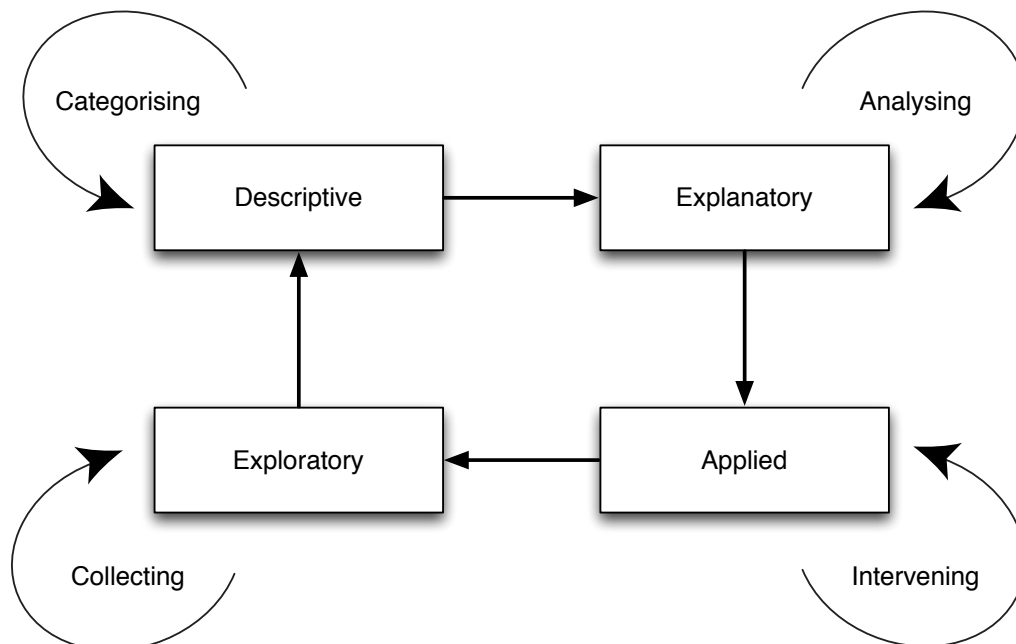 Categorising
Analysing
Descriptive
Explanatory
Exploratory
Applied
Collecting
Intervening